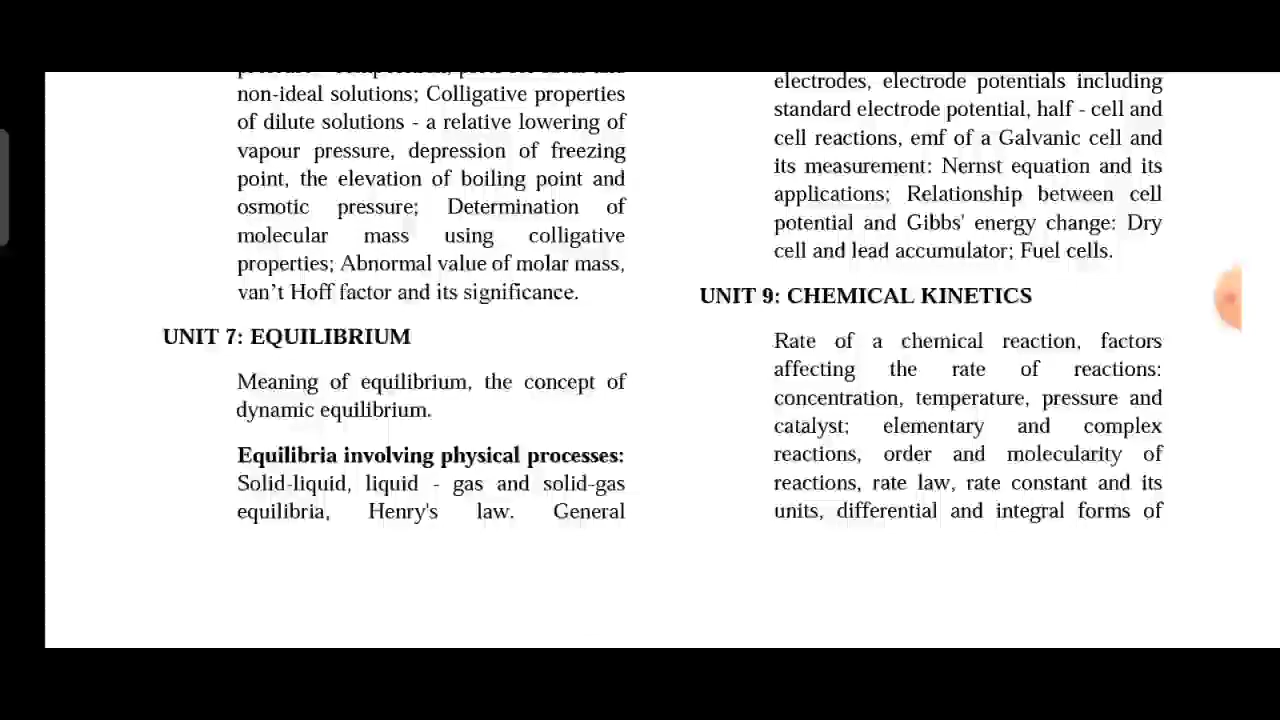 non-ideal solutions; Colligative properties
of dilute solutions - a relative lowering of
vapour pressure, depression of freezing
point, the elevation of boiling point and
osmotic pressure; Determination of
molecular mass using colligative
properties; Abnormal value of molar mass,
van’t Hoff factor and its significance.
UNIT 7: EQUILIBRIUM
Meaning of equilibrium, the concept of
dynamic equilibrium.
Equilibria involving physical processes:
Solid-liquid, liquid - gas and solid-gas
equilibria, Henry's law. General
electrodes, electrode potentials including
standard electrode potential, half - cell and
cell reactions, emf of a Galvanic cell and
its measurement: Nernst equation and its
applications; Relationship between cell
potential and Gibbs' energy change: Dry
cell and lead accumulator; Fuel cells.
UNIT 9: CHEMICAL KINETICS
Rate of a chemical reaction, factors
affecting the rate of reactions:
concentration, temperature, pressure and
catalyst; elementary and complex
reactions, order and molecularity of
reactions, rate law, rate constant and its
units, differential and integral forms of